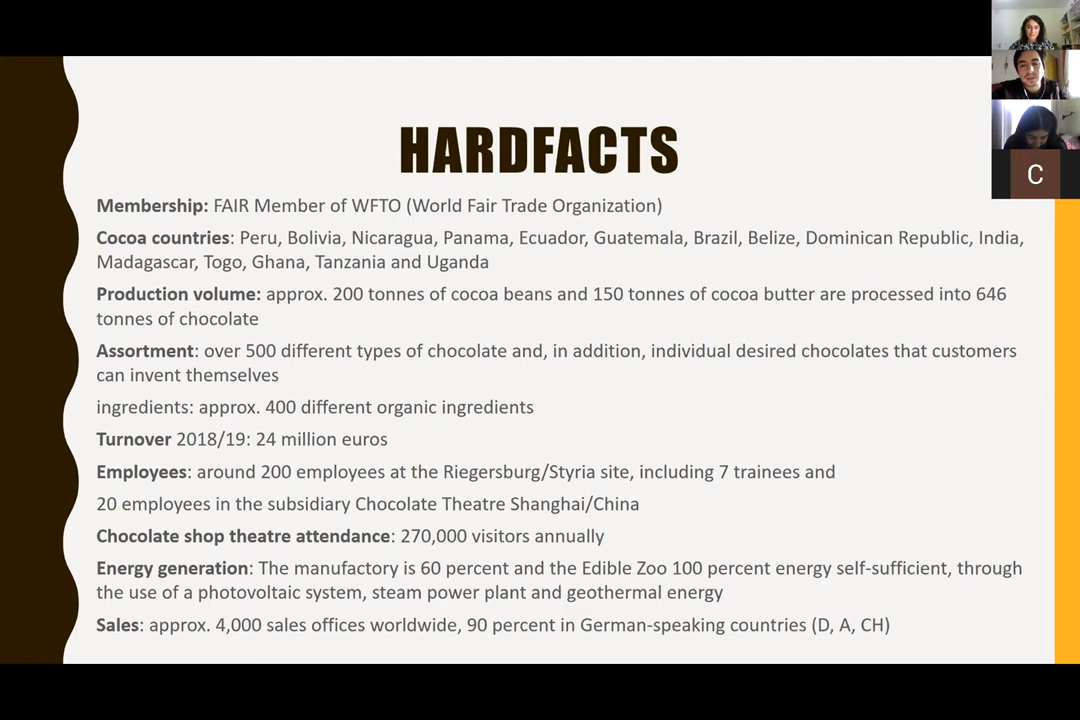 HARDFACTS
C
Membership: FAIR Member of WFTO (World Fair Trade Organization)
Cocoa countries: Peru, Bolivia, Nicaragua, Panama, Ecuador, Guatemala, Brazil, Belize, Dominican Republic, India,
Madagascar, Togo, Ghana, Tanzania and Uganda
Production volume: approx. 200 tonnes of cocoa beans and 150 tonnes of cocoa butter are processed into 646
tonnes of chocolate
Assortment: over 500 different types of chocolate and, in addition, individual desired chocolates that customers
can invent themselves
ingredients: approx. 400 different organic ingredients
Turnover 2018/19: 24 million euros
Employees: around 200 employees at the Riegersburg/Styria site, including 7 trainees and
20 employees in the subsidiary Chocolate Theatre Shanghai/China
Chocolate shop theatre attendance: 270,000 visitors annually
Energy generation: The manufactory is 60 percent and the Edible Zoo 100 percent energy self-sufficient, through
the use of a photovoltaic system, steam power plant and geothermal energy
Sales: approx. 4,000 sales offices worldwide, 90 percent in German-speaking countries (D, A, CH)